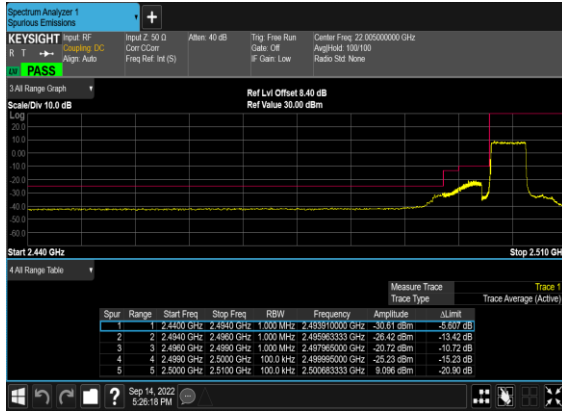 Spectrum Analyzer 1
Spurious Emissions
KEYSIGHT Input: RF Input Z: 50 Ω Atten: 40 dB Trig: Free Run Center Freq: 22.005000000 GHz
R T Coupling: DC Corr CCorr Gate: Off Avg|Hold: 100/100
Align: Auto Freq Ref: Int (S) IF Gain: Low Radio Std: None
PASS
3 All Range Graph
Ref Lvl Offset 8.40 dB
Scale/Div 10.0 dB Ref Value 30.00 dBm
Log
20.0
10.0
0.00
-10.0
-20.0
-30.0
-40.0
-50.0
-60.0
Start 2.440 GHz Stop 2.510 GH
4 All Range Table
Measure Trace Trace 1
Trace Type Trace Average (Active)
Spur Range Start Freq Stop Freq RBW Frequency Amplitude ΔLimit
1 1 2.4400 GHz 2.4940 GHz 1.000 MHz 2.493910000 GHz -30.61 dBm -5.607 dB
2 2 2.4940 GHz 2.4960 GHz 1.000 MHz 2.495963333 GHz -26.42 dBm -13.42 dB
3 3 2.4960 GHz 2.4990 GHz 1.000 MHz 2.497965000 GHz -20.72 dBm -10.72 dB
4 4 2.4990 GHz 2.5000 GHz 100.0 kHz 2.499995000 GHz -25.23 dBm -15.23 dB
5 5 2.5000 GHz 2.5100 GHz 100.0 kHz 2.500683333 GHz 9.096 dBm -20.90 dB
? Sep 14, 2022
5:26:18 PM